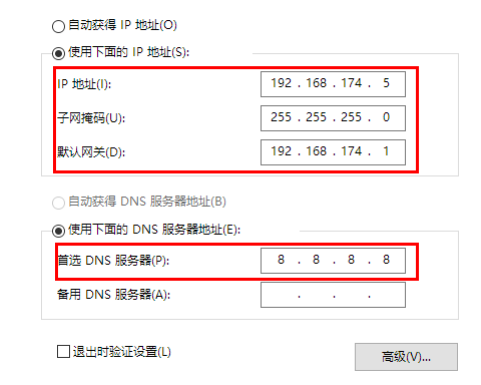 自动获得 IP 地址(O)
使用下面的 IP 地址(S):
IP 地址(I): 192 . 168 . 174 . 5
子网掩码(U): 255 . 255 . 255 . 0
默认网关(D): 192 . 168 . 174 . 1
自动获得 DNS 服务器地址(B)
使用下面的 DNS 服务器地址(E):
首选 DNS 服务器(P): 8 . 8 . 8 . 8
备用 DNS 服务器(A): . . .
退出时验证设置(L)
高级(V)...